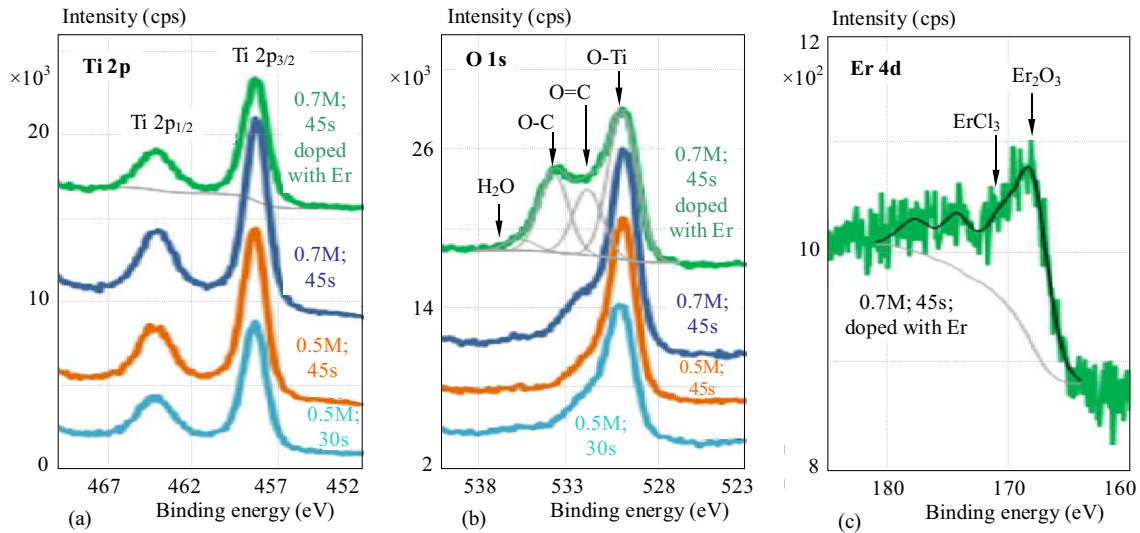 Intensity (cps)
×10³
Ti 2p
Ti 2p₃/₂
Ti 2p₁/₂
0.7M;
45s
doped
with Er
0.7M;
45s
0.5M;
45s
0.5M;
30s
20
10
0
467
462
457
452
(a)
Binding energy (eV)
Intensity (cps)
×10³
O 1s
O-Ti
O=C
O-C
H₂O
0.7M;
45s
doped
with Er
0.7M;
45s
0.5M;
45s
0.5M;
30s
26
14
2
538
530
528
523
(b)
Binding energy (eV)
Intensity (cps)
12
×10²
Er 4d
Er₂O₃
ErCl₃
10
0.7M; 45s;
doped with Er
8
180
170
160
(c)
Binding energy (eV)